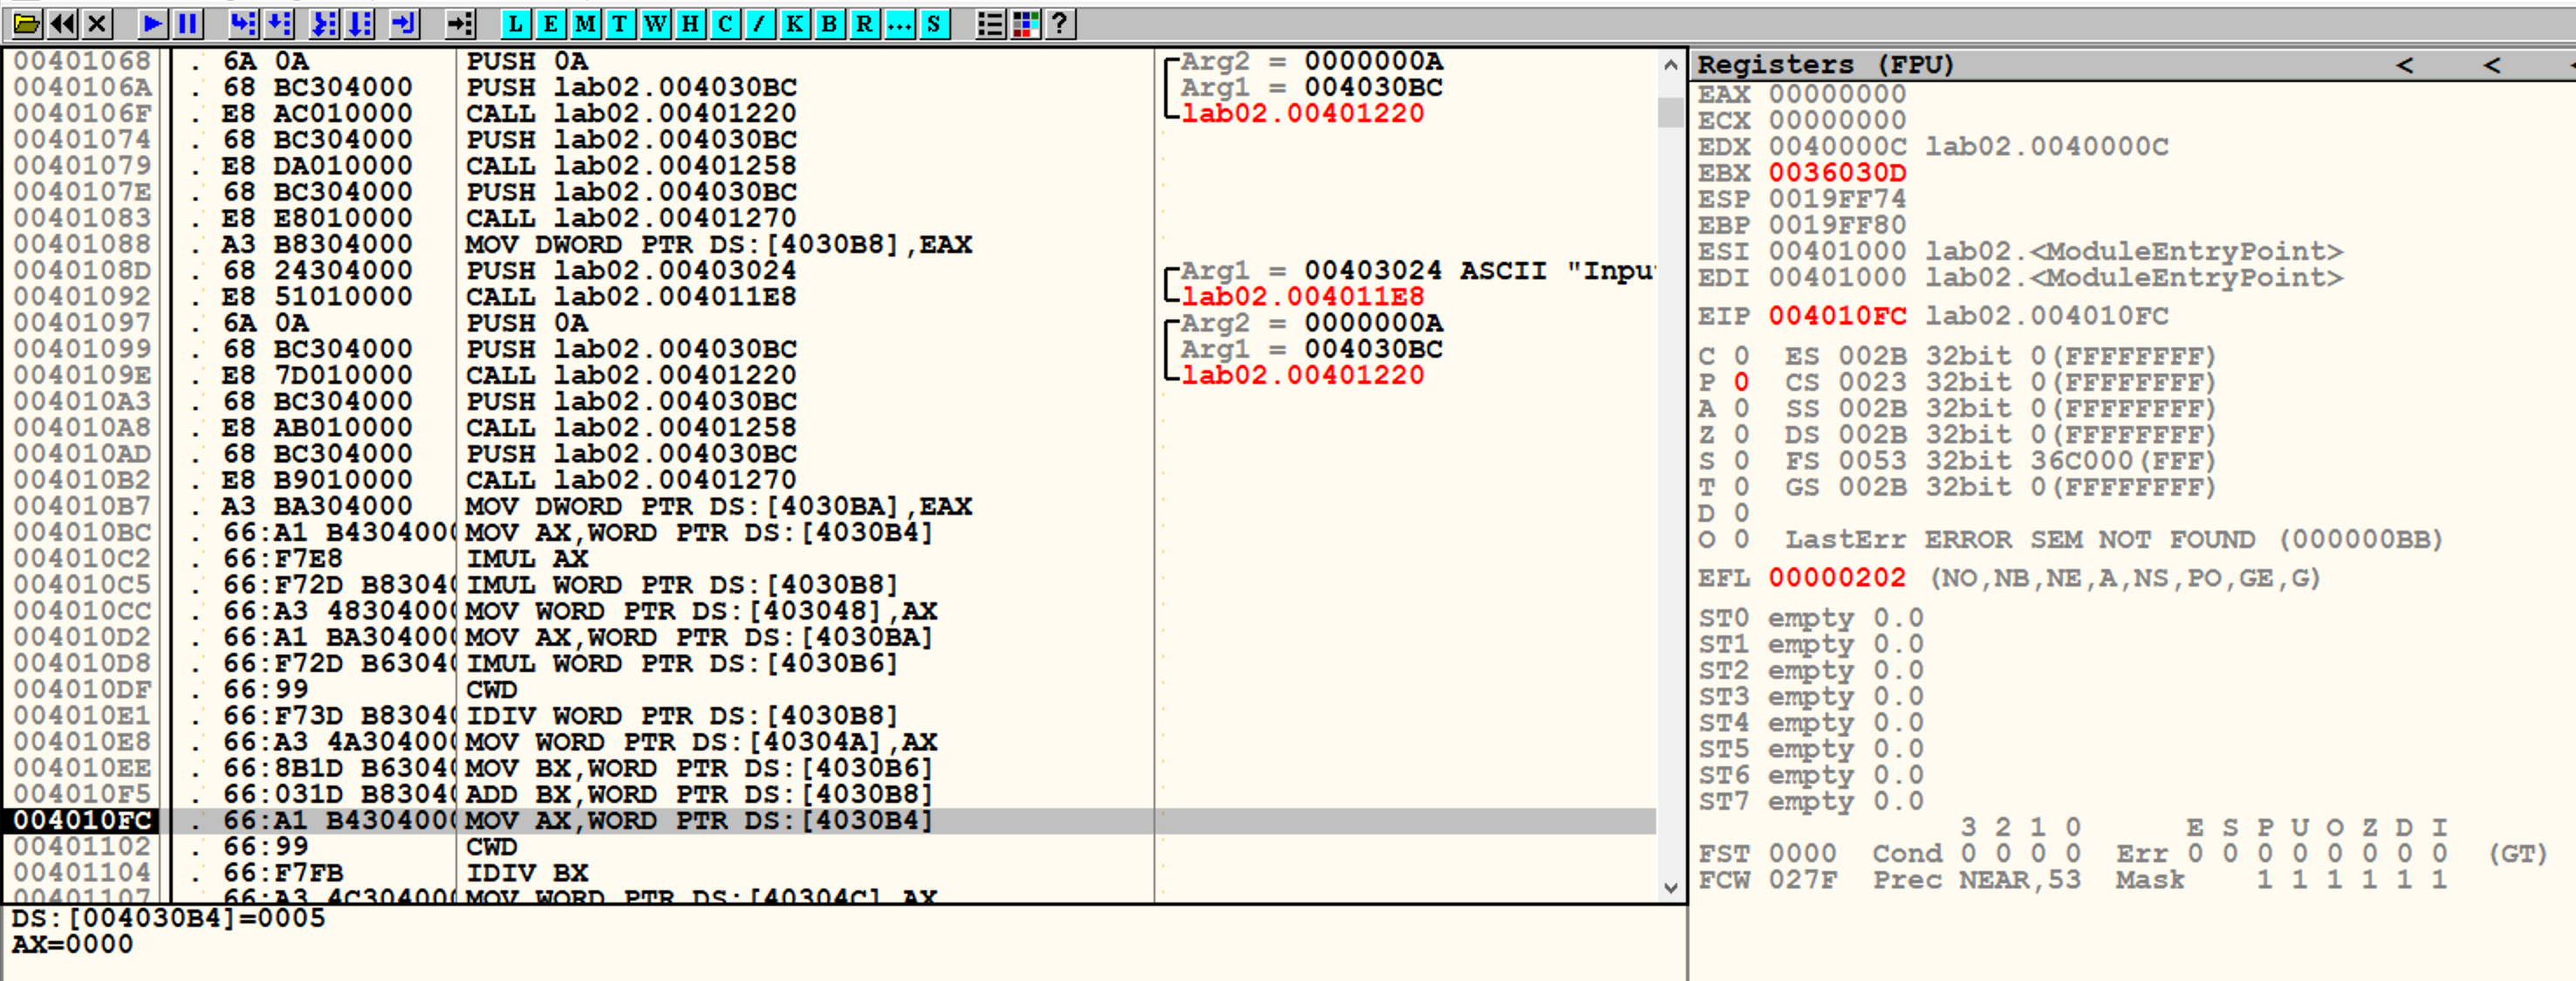 L E M T W H C / K B R ... S ?
00401068 . 6A 0A PUSH 0A Arg2 = 0000000A
0040106A . 68 BC304000 PUSH lab02.004030BC Arg1 = 004030BC
0040106F . E8 AC010000 CALL lab02.00401220 lab02.00401220
00401074 . 68 BC304000 PUSH lab02.004030BC
00401079 . E8 DA010000 CALL lab02.00401258
0040107E . 68 BC304000 PUSH lab02.004030BC
00401083 . E8 E8010000 CALL lab02.00401270
00401088 . A3 B8304000 MOV DWORD PTR DS:[4030B8],EAX
0040108D . 68 24304000 PUSH lab02.00403024 Arg1 = 00403024 ASCII "Inpu
00401092 . E8 51010000 CALL lab02.004011E8 lab02.004011E8
00401097 . 6A 0A PUSH 0A Arg2 = 0000000A
00401099 . 68 BC304000 PUSH lab02.004030BC Arg1 = 004030BC
0040109E . E8 7D010000 CALL lab02.00401220 lab02.00401220
004010A3 . 68 BC304000 PUSH lab02.004030BC
004010A8 . E8 AB010000 CALL lab02.00401258
004010AD . 68 BC304000 PUSH lab02.004030BC
004010B2 . E8 B9010000 CALL lab02.00401270
004010B7 . A3 BA304000 MOV DWORD PTR DS:[4030BA],EAX
004010BC . 66:A1 B4304000 MOV AX,WORD PTR DS:[4030B4]
004010C2 . 66:F7E8 IMUL AX
004010C5 . 66:F72D B83040 IMUL WORD PTR DS:[4030B8]
004010CC . 66:A3 48304000 MOV WORD PTR DS:[403048],AX
004010D2 . 66:A1 BA304000 MOV AX,WORD PTR DS:[4030BA]
004010D8 . 66:F72D B63040 IMUL WORD PTR DS:[4030B6]
004010DF . 66:99 CWD
004010E1 . 66:F73D B83040 IDIV WORD PTR DS:[4030B8]
004010E8 . 66:A3 4A304000 MOV WORD PTR DS:[40304A],AX
004010EE . 66:8B1D B63040 MOV BX,WORD PTR DS:[4030B6]
004010F5 . 66:031D B83040 ADD BX,WORD PTR DS:[4030B8]
004010FC . 66:A1 B4304000 MOV AX,WORD PTR DS:[4030B4]
00401102 . 66:99 CWD
00401104 . 66:F7FB IDIV BX
00401107 . 66:A3 4C304000 MOV WORD PTR DS:[40304C],AX
DS:[004030B4]=0005
AX=0000
Registers (FPU) < < <
EAX 00000000
ECX 00000000
EDX 0040000C lab02.0040000C
EBX 0036030D
ESP 0019FF74
EBP 0019FF80
ESI 00401000 lab02.<ModuleEntryPoint>
EDI 00401000 lab02.<ModuleEntryPoint>
EIP 004010FC lab02.004010FC
C 0 ES 002B 32bit 0(FFFFFFFF)
P 0 CS 0023 32bit 0(FFFFFFFF)
A 0 SS 002B 32bit 0(FFFFFFFF)
Z 0 DS 002B 32bit 0(FFFFFFFF)
S 0 FS 0053 32bit 36C000(FFF)
T 0 GS 002B 32bit 0(FFFFFFFF)
D 0
O 0 LastErr ERROR SEM NOT FOUND (000000BB)
EFL 00000202 (NO,NB,NE,A,NS,PO,GE,G)
ST0 empty 0.0
ST1 empty 0.0
ST2 empty 0.0
ST3 empty 0.0
ST4 empty 0.0
ST5 empty 0.0
ST6 empty 0.0
ST7 empty 0.0
3 2 1 0 E S P U O Z D I
FST 0000 Cond 0 0 0 0 Err 0 0 0 0 0 0 0 0 (GT)
FCW 027F Prec NEAR,53 Mask 1 1 1 1 1 1